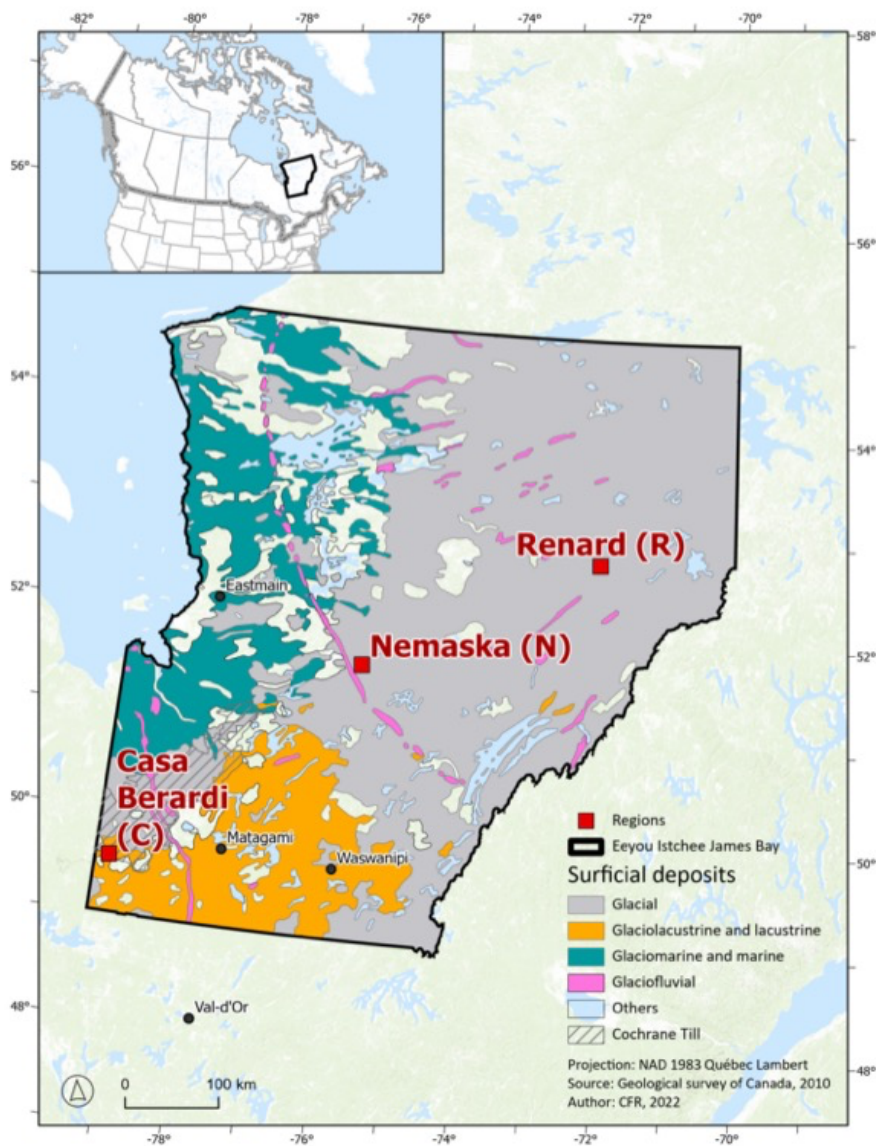 -82° -80° -78° -76° -74° -72° -70°
58°
56°
56°
54°
54°
Renard (R)
52°
Eastmain
Nemaska (N)
52°
Casa
Berardi
(C)
50°
Matagami
Waswanipi
50°
Regions
Eeyou Istchee James Bay
Surficial deposits
Glacial
Glaciolacustrine and lacustrine
Glaciomarine and marine
Glaciofluvial
Others
Cochrane Till
48°
Val-d'Or
48°
Projection: NAD 1983 Québec Lambert
Source: Geological survey of Canada, 2010
Author: CFR, 2022
0 100 km
-78° -76° -74° -72°